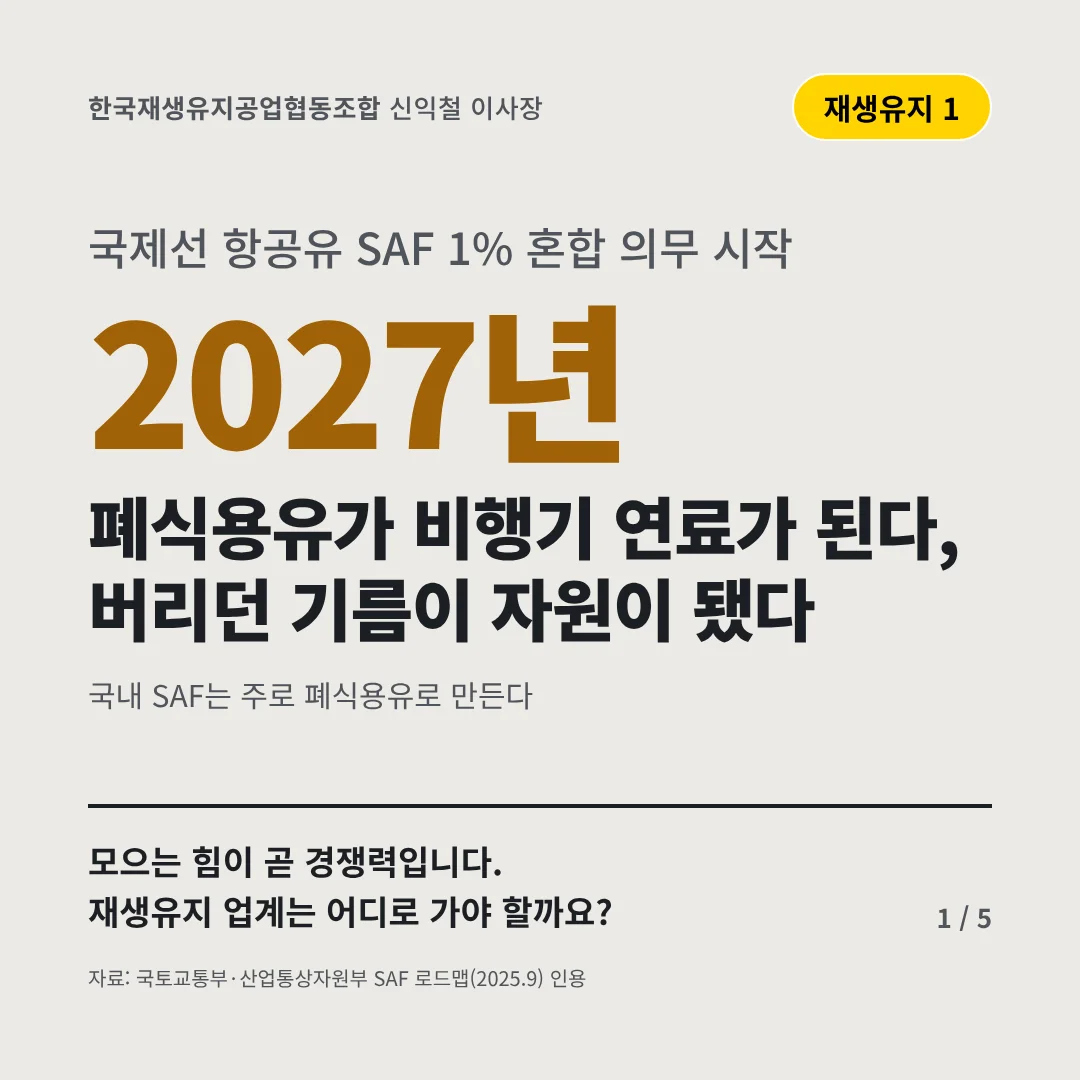 한국재생유지공업협동조합 신익철 이사장
재생유지 1
국제선 항공유 SAF 1% 혼합 의무 시작
2027년
폐식용유가 비행기 연료가 된다,
버리던 기름이 자원이 됐다
국내 SAF는 주로 폐식용유로 만든다
모으는 힘이 곧 경쟁력입니다.
재생유지 업계는 어디로 가야 할까요?
1 / 5
자료: 국토교통부·산업통상자원부 SAF 로드맵(2025.9) 인용